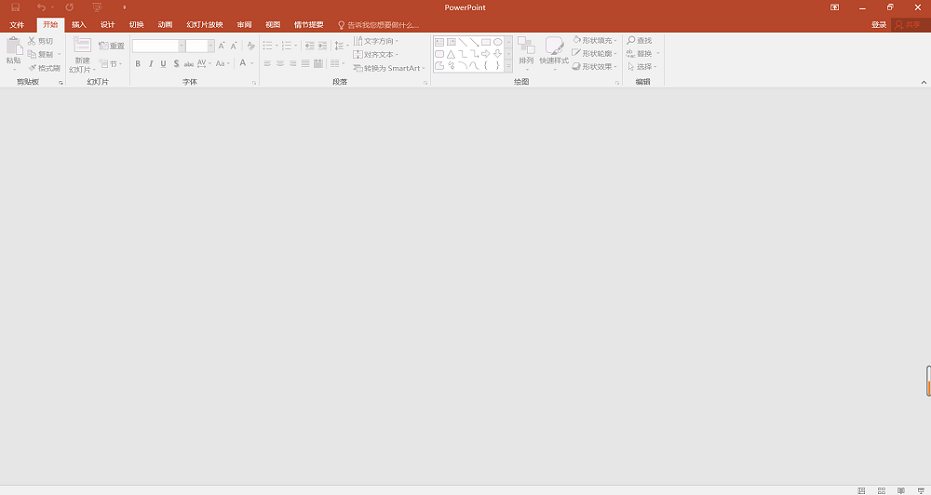 PowerPoint
文件 开始 插入 设计 切换 动画 幻灯片放映 审阅 视图 情节提要 告诉我您想要做什么... 登录 共享
剪切 重置 文字方向 形状填充 查找
粘贴 复制 新建 对齐文本 排列 快速样式 形状轮廓 替换
格式刷 幻灯片 节 B I U S abc AV Aa A 转换为 SmartArt 形状效果 选择
剪贴板 幻灯片 字体 段落 绘图 编辑